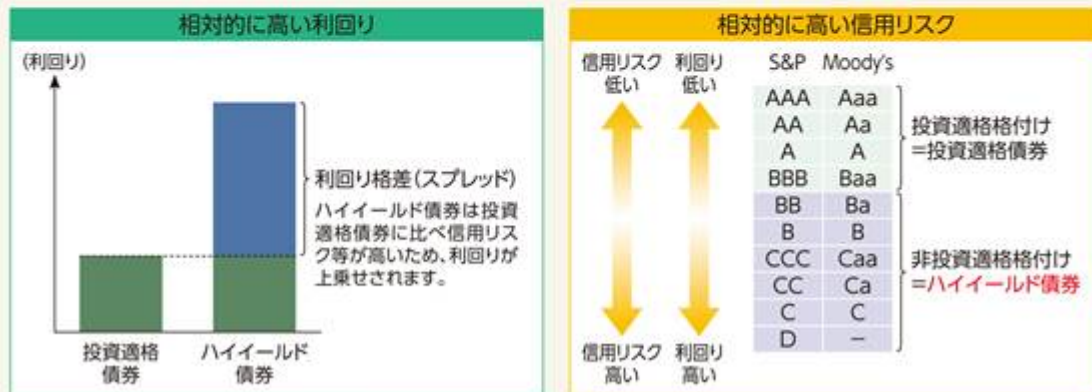 相対的に高い利回り
(利回り)
利回り格差(スプレッド)
ハイイールド債券は投資
適格債券に比べ信用リス
ク等が高いため、利回りが
上乗せされます。
投資適格
債券
ハイイールド
債券
相対的に高い信用リスク
信用リスク
低い
利回り
低い
S&P Moody's
AAA Aaa
AA Aa
A A
BBB Baa
BB Ba
B B
CCC Caa
CC Ca
C C
D −
投資適格格付け
=投資適格債券
非投資適格格付け
=ハイイールド債券
信用リスク
高い
利回り
高い